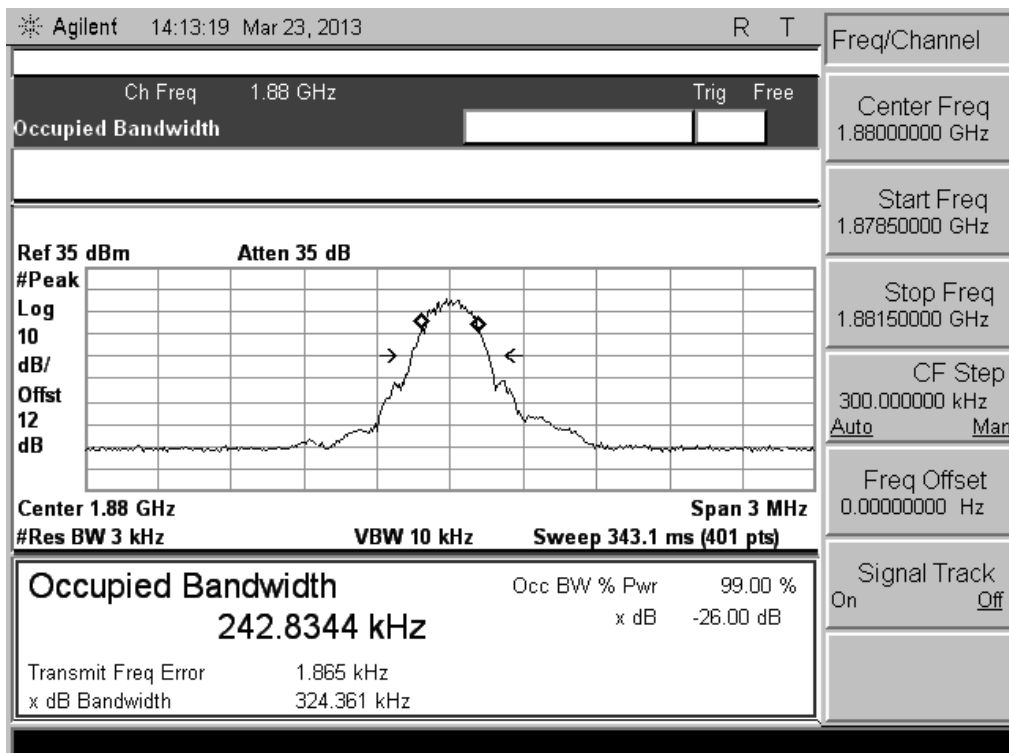 Agilent 14:13:19 Mar 23, 2013 R T
Freq/Channel
Ch Freq 1.88 GHz Trig Free
Occupied Bandwidth
Center Freq
1.88000000 GHz
Start Freq
1.87850000 GHz
Stop Freq
1.88150000 GHz
CF Step
300.000000 kHz
Auto Man
Freq Offset
0.00000000 Hz
Signal Track
On Off
Ref 35 dBm Atten 35 dB
#Peak
Log
10
dB/
Offst
12
dB
Center 1.88 GHz Span 3 MHz
#Res BW 3 kHz VBW 10 kHz Sweep 343.1 ms (401 pts)
Occupied Bandwidth Occ BW % Pwr 99.00 %
242.8344 kHz x dB -26.00 dB
Transmit Freq Error 1.865 kHz
x dB Bandwidth 324.361 kHz